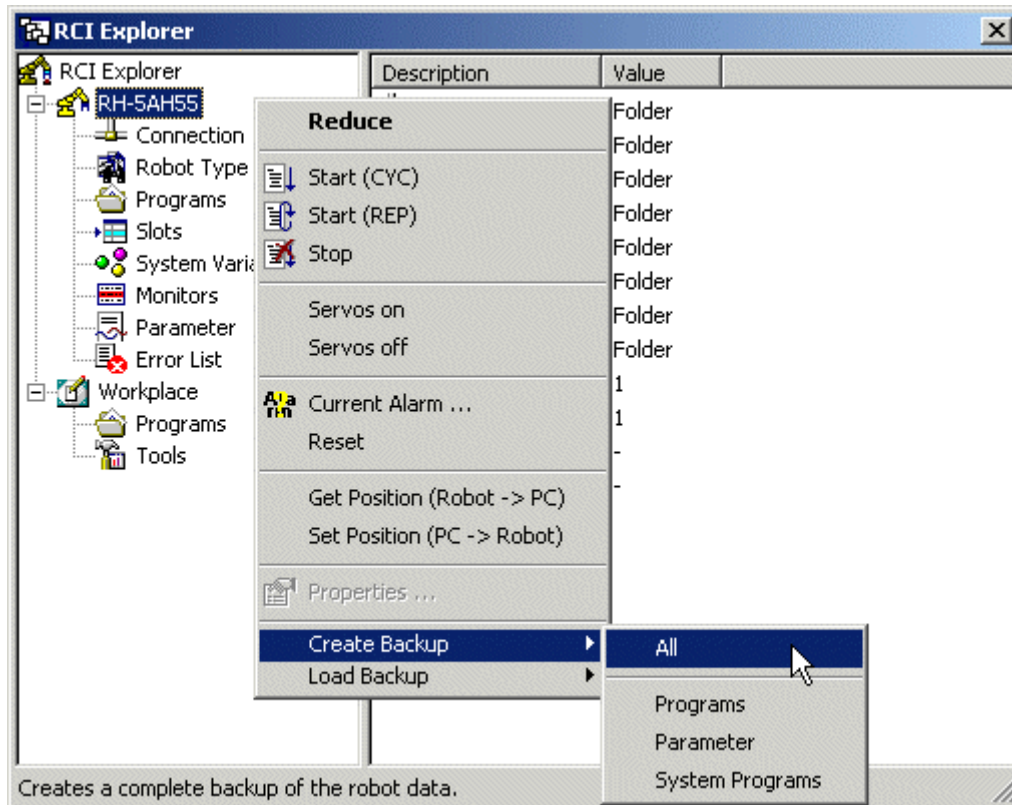 RCI Explorer
RCI Explorer
Description Value
RH-5AH55
Connection
Robot Type
Programs
Slots
System Varia
Monitors
Parameter
Error List
Workplace
Programs
Tools
Reduce
Start (CYC)
Start (REP)
Stop
Servos on
Servos off
Current Alarm ...
Reset
Get Position (Robot -> PC)
Set Position (PC -> Robot)
Properties ...
Create Backup
Load Backup
Folder
Folder
Folder
Folder
Folder
Folder
Folder
Folder
1
1
-
-
All
Programs
Parameter
System Programs
Creates a complete backup of the robot data.